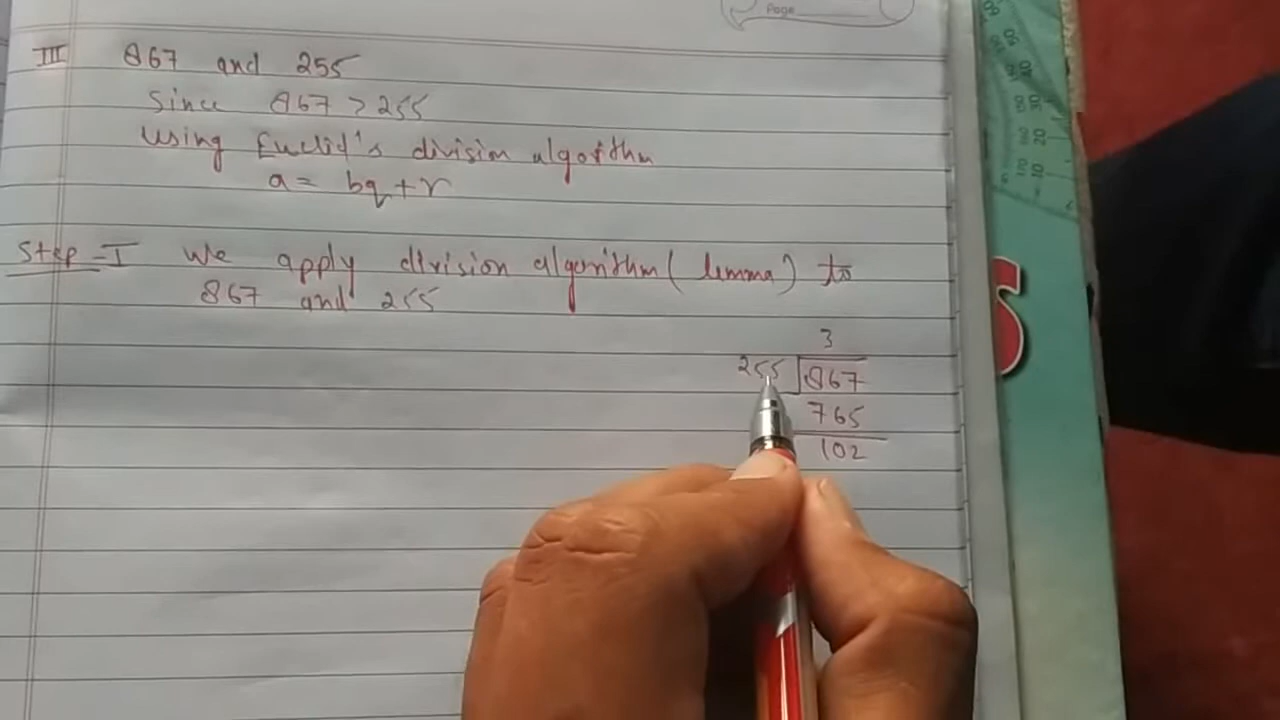 Page
III 867 and 255
Since 867 > 255
Using Euclid's division algorithm
a = bq + r
Step-I We apply division algorithm (lemma) to
867 and 255
3
255 867
765
102